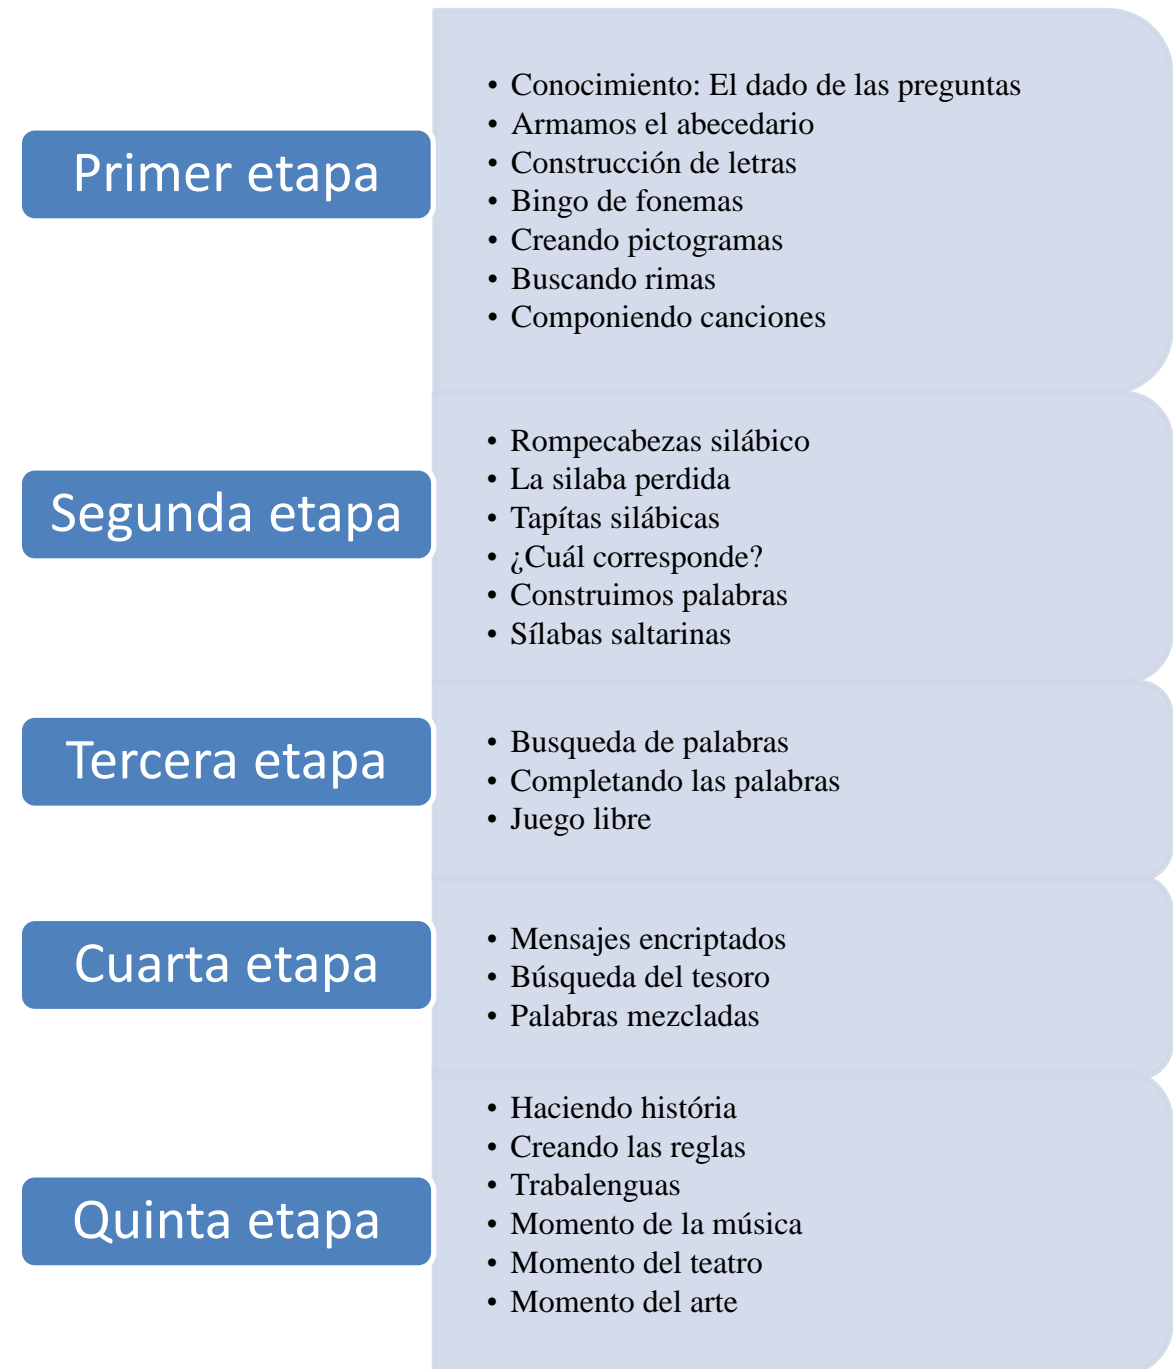 Primer etapa
• Conocimiento: El dado de las preguntas
• Armamos el abecedario
• Construcción de letras
• Bingo de fonemas
• Creando pictogramas
• Buscando rimas
• Componiendo canciones
Segunda etapa
• Rompecabezas silábico
• La silaba perdida
• Tapítas silábicas
• ¿Cuál corresponde?
• Construimos palabras
• Sílabas saltarinas
Tercera etapa
• Busqueda de palabras
• Completando las palabras
• Juego libre
Cuarta etapa
• Mensajes encriptados
• Búsqueda del tesoro
• Palabras mezcladas
Quinta etapa
• Haciendo história
• Creando las reglas
• Trabalenguas
• Momento de la música
• Momento del teatro
• Momento del arte